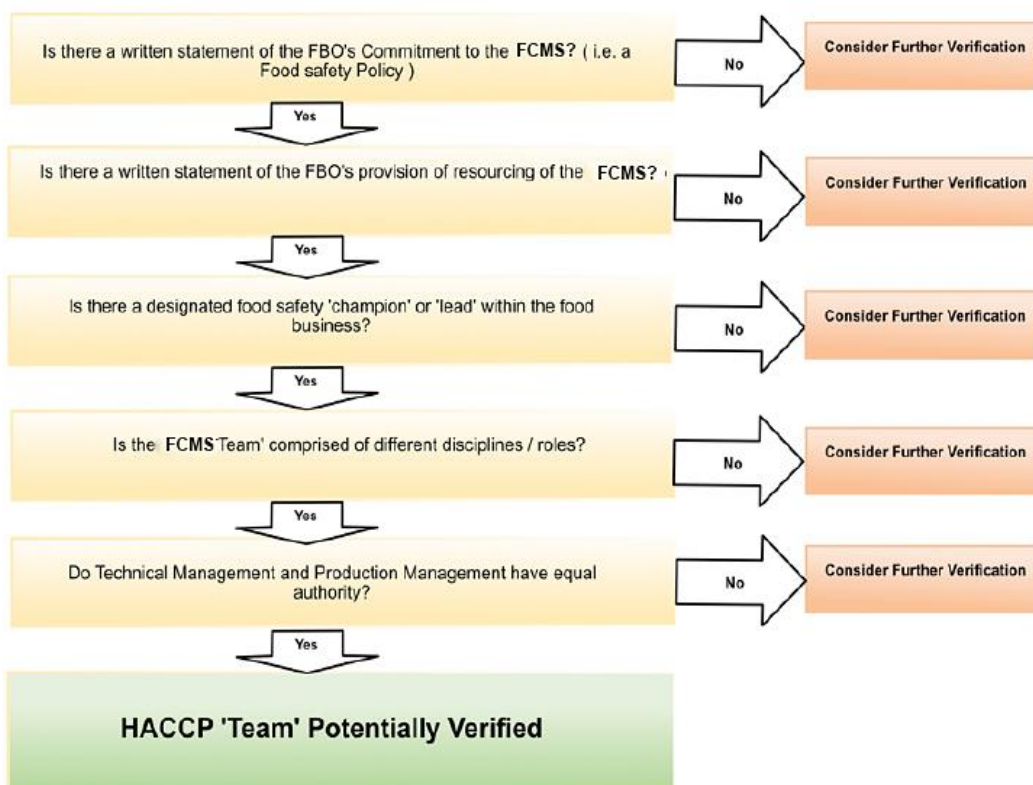 Is there a written statement of the FBO's Commitment to the FCMS? ( i.e. a
Food safety Policy )
No
Consider Further Verification
Yes
Is there a written statement of the FBO's provision of resourcing of the FCMS?
No
Consider Further Verification
Yes
Is there a designated food safety 'champion' or 'lead' within the food
business?
No
Consider Further Verification
Yes
Is the FCMS 'Team' comprised of different disciplines / roles?
No
Consider Further Verification
Yes
Do Technical Management and Production Management have equal
authority?
No
Consider Further Verification
Yes
HACCP 'Team' Potentially Verified